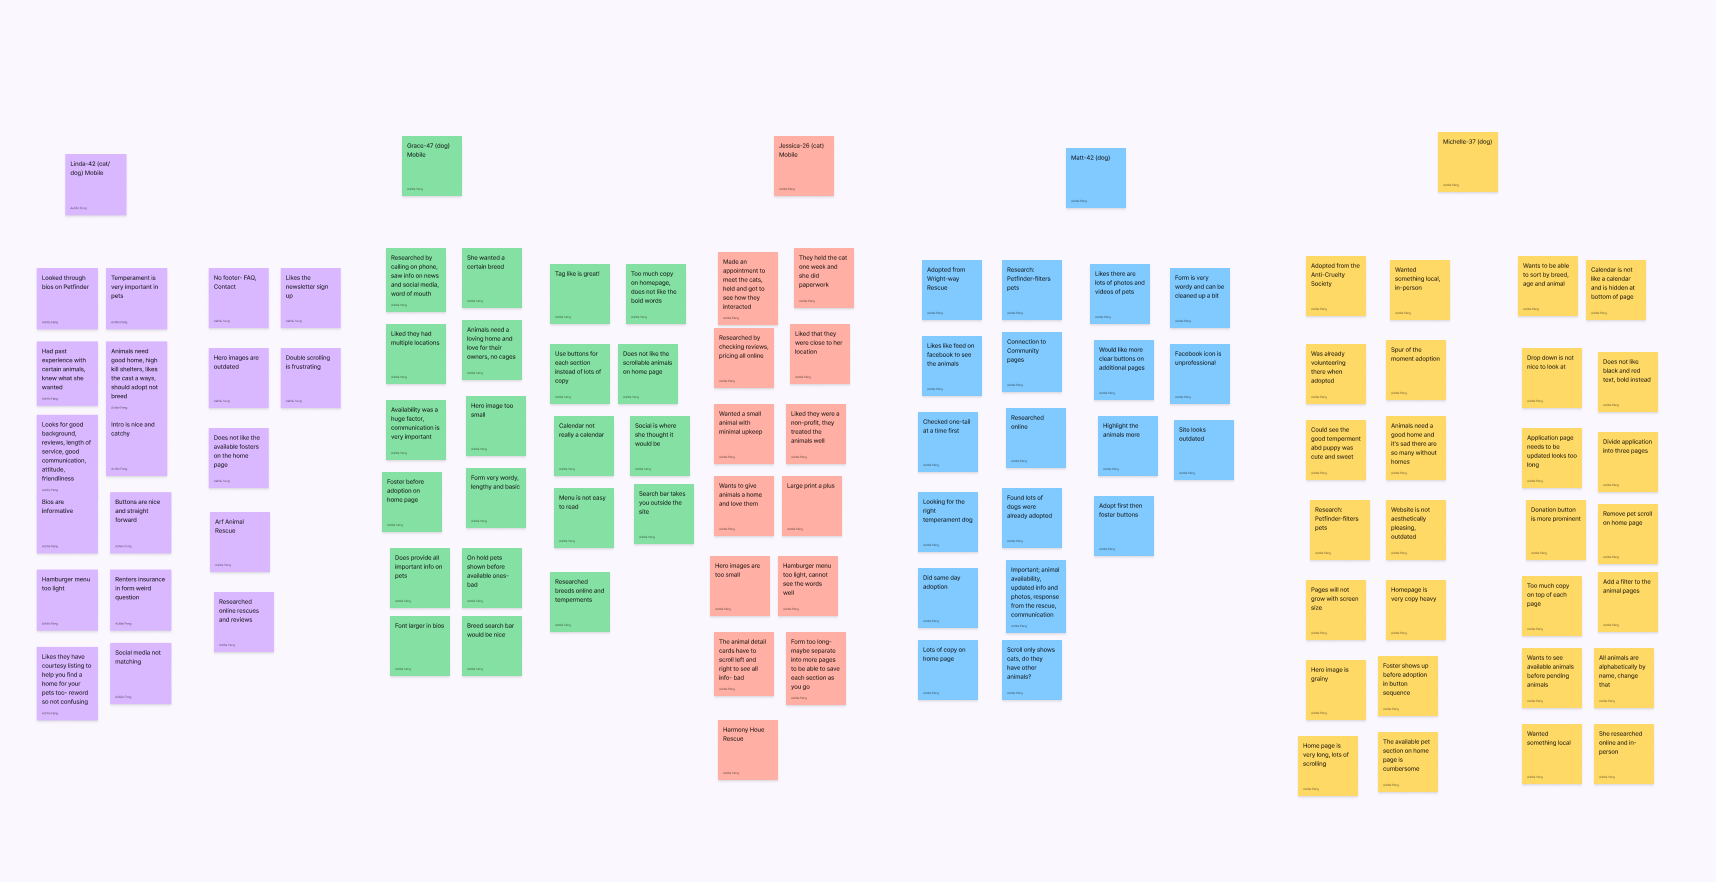 Linda-42 (cat/
dog) Mobile
Looked through
bios on Petfinder
Temperament is
very important in
pets
Had past
experience with
certain animals,
knew what she
wanted
Animals need
good home, high
kill shelters, likes
the cast a ways,
should adopt not
breed
Looks for good
background,
reviews, length of
service, good
communication,
attitude,
friendliness
Intro is nice and
catchy
Bios are
informative
Buttons are nice
and straight
forward
Hamburger menu
too light
Renters insurance
in form weird
question
Likes they have
courtesy listing to
help you find a
home for your
pets too- reword
so not confusing
Social media not
matching
No footer- FAQ,
Contact
Likes the
newsletter sign
up
Hero images are
outdated
Double scrolling
is frustrating
Does not like the
available fosters
on the home
page
Arf Animal
Rescue
Researched
online rescues
and reviews
Grace-47 (dog)
Mobile
Researched by
calling on phone,
saw info on news
and social media,
word of mouth
She wanted a
certain breed
Liked they had
multiple locations
Animals need a
loving home and
love for their
owners, no cages
Availability was a
huge factor,
communication is
very important
Hero image too
small
Foster before
adoption on
home page
Form very wordy,
lengthy and basic
Does provide all
important info on
pets
On hold pets
shown before
available ones-
bad
Font larger in bios
Breed search bar
would be nice
Tag like is great!
Too much copy
on homepage,
does not like the
bold words
Use buttons for
each section
instead of lots of
copy
Does not like the
scrollable animals
on home page
Calendar not
really a calendar
Social is where
she thought it
would be
Menu is not easy
to read
Search bar takes
you outside the
site
Researched
breeds online and
temperments
Jessica-26 (cat)
Mobile
Made an
appointment to
meet the cats,
held and got to
see how they
interacted
They held the cat
one week and
she did
paperwork
Researched by
checking reviews,
pricing all online
Liked that they
were close to her
location
Wanted a small
animal with
minimal upkeep
Liked they were a
non-profit, they
treated the
animals well
Wants to give
animals a home
and love them
Large print a plus
Hero images are
too small
Hamburger menu
too light, cannot
see the words
well
The animal detail
cards have to
scroll left and
right to see all
info- bad
Form too long-
maybe separate
into more pages
to be able to save
each section as
you go
Harmony Houe
Rescue
Matt-42 (dog)
Adopted from
Wright-way
Rescue
Research:
Petfinder-filters
pets
Likes like feed on
facebook to see
the animals
Connection to
Community
pages
Checked one-tail
at a time first
Researched
online
Looking for the
right
temperament dog
Found lots of
dogs were
already adopted
Did same day
adoption
Important; animal
availability,
updated info and
photos, response
from the rescue,
communication
Lots of copy on
home page
Scroll only shows
cats, do they
have other
animals?
Likes there are
lots of photos and
videos of pets
Form is very
wordy and can be
cleaned up a bit
Would like more
clear buttons on
additional pages
Facebook icon is
unprofessional
Highlight the
animals more
Site looks
outdated
Adopt first then
foster buttons
Michelle-37 (dog)
Adopted from the
Anti-Cruelty
Society
Wanted
something local,
in-person
Was already
volunteering
there when
adopted
Spur of the
moment adoption
Could see the
good temperment
abd puppy was
cute and sweet
Animals need a
good home and
it's sad there are
so many without
homes
Research:
Petfinder-filters
pets
Website is not
aesthetically
pleasing,
outdated
Pages will not
grow with screen
size
Homepage is
very copy heavy
Hero image is
grainy
Foster shows up
before adoption
in button
sequence
Home page is
very long, lots of
scrolling
The available pet
section on home
page is
cumbersome
Wants to be able
to sort by breed,
age and animal
Calendar is not
like a calendar
and is hidden at
bottom of page
Drop down is not
nice to look at
Does not like
black and red
text, bold instead
Application page
needs to be
updated looks too
long
Divide application
into three pages
Donation button
is more prominent
Remove pet scroll
on home page
Too much copy
on top of each
page
Add a filter to the
animal pages
Wants to see
available animals
before pending
animals
All animals are
alphabetically by
name, change
that
Wanted
something local
She researched
online and in-
person